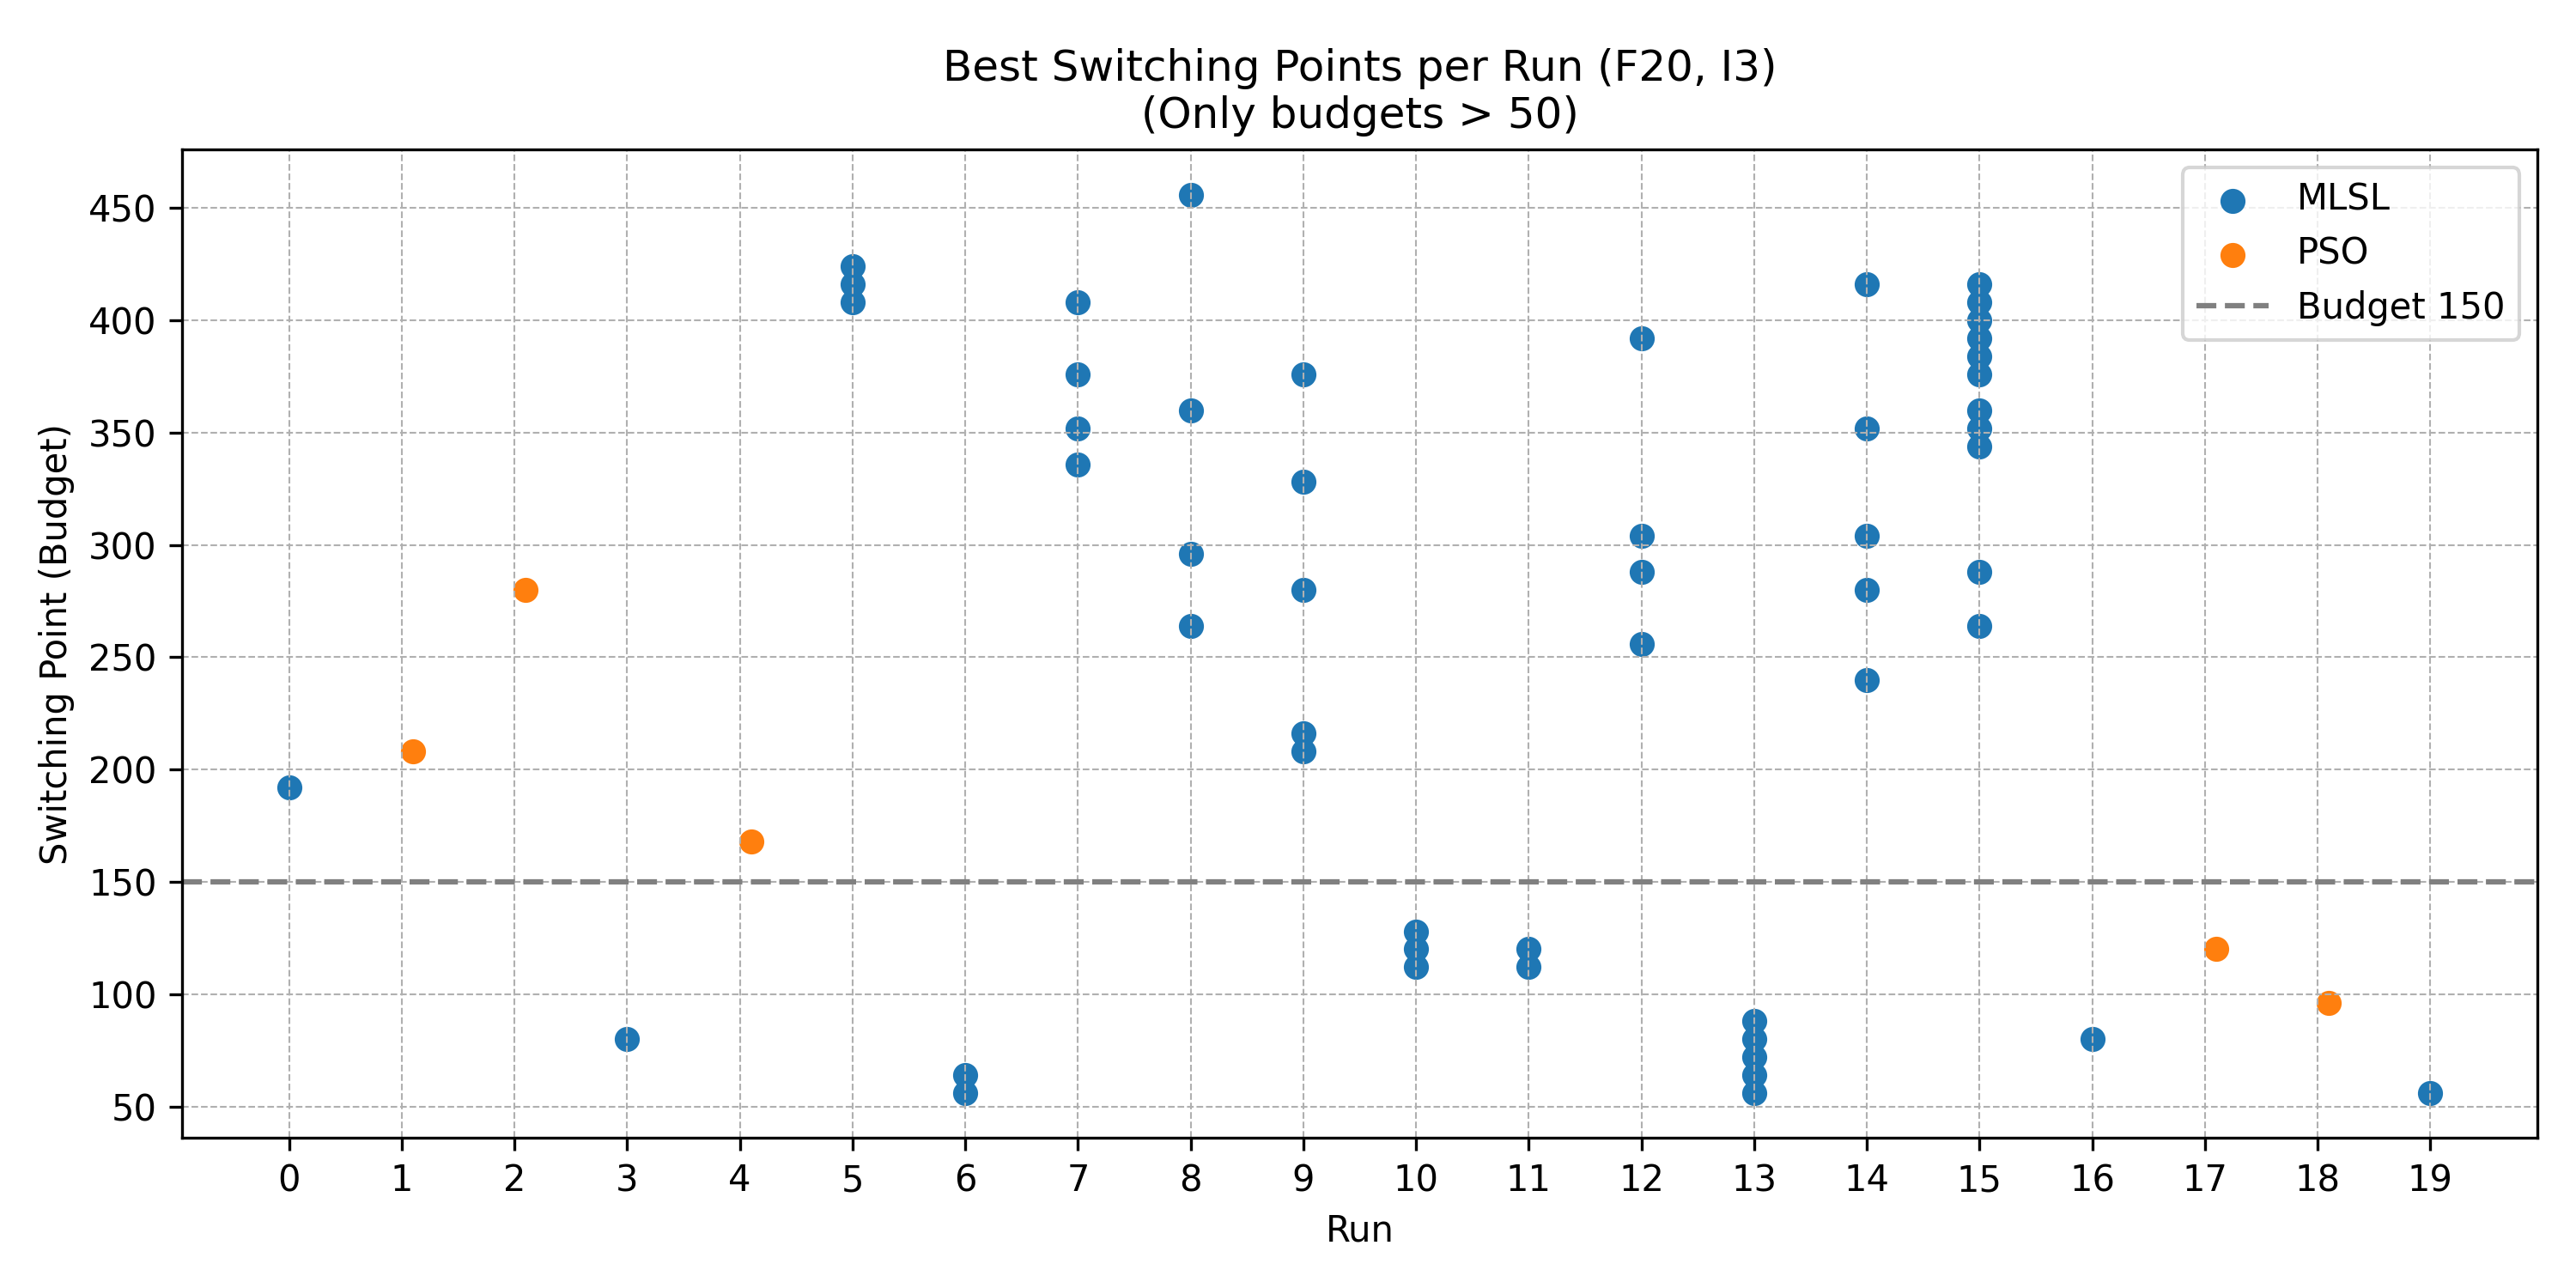 Best Switching Points per Run (F20, I3)
(Only budgets > 50)
MLSL
PSO
Budget 150
Switching Point (Budget)
450
400
350
300
250
200
150
100
50
0 1 2 3 4 5 6 7 8 9 10 11 12 13 14 15 16 17 18 19
Run